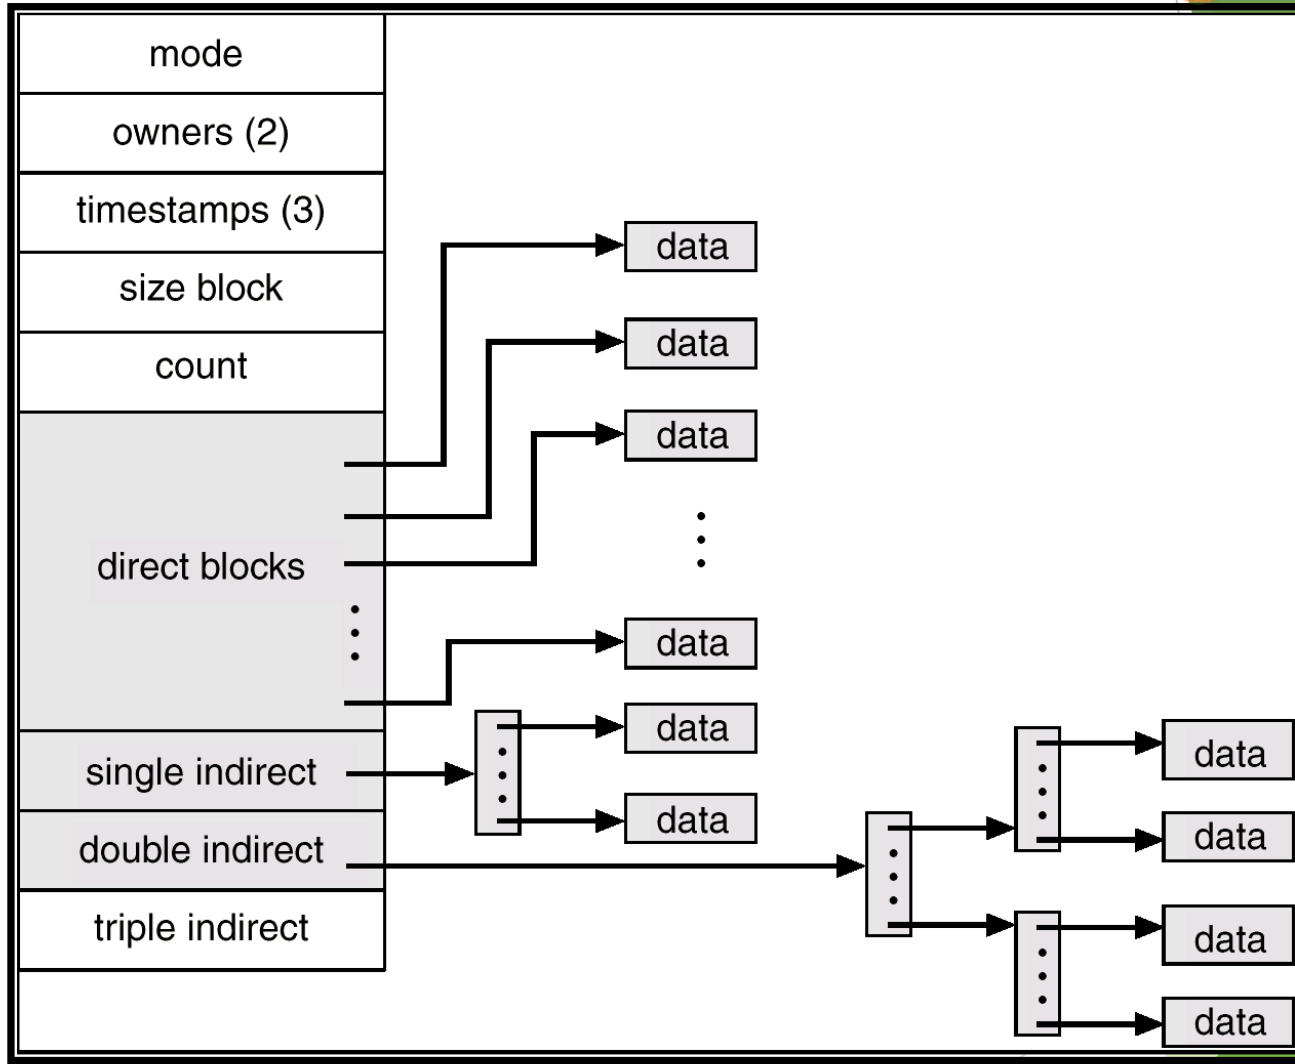 mode
owners (2)
timestamps (3)
size block
count
direct blocks
single indirect
double indirect
triple indirect
data
data
data
data
data
data
data
data
data
data